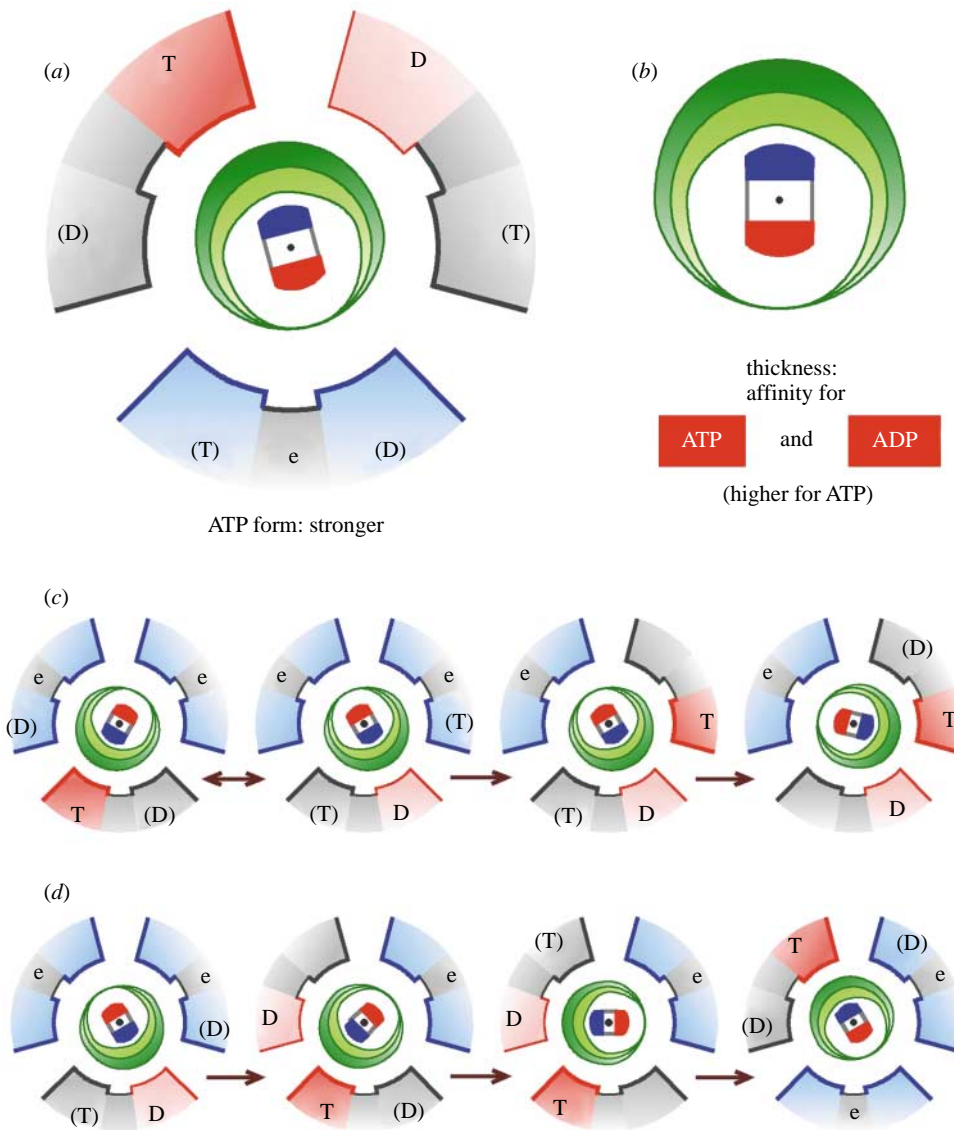 (a)
T
D
(D)
(T)
(T)
e
(D)
ATP form: stronger
(b)
thickness:
affinity for
ATP and ADP
(higher for ATP)
(c)
e
e
(D)
T
(D)
e
e
(T)
(T)
D
e
T
(T)
D
(D)
e
T
D
(d)
e
e
(D)
(T)
D
e
D
T
(D)
(T)
e
D
T
T
(D)
e
(D)
e